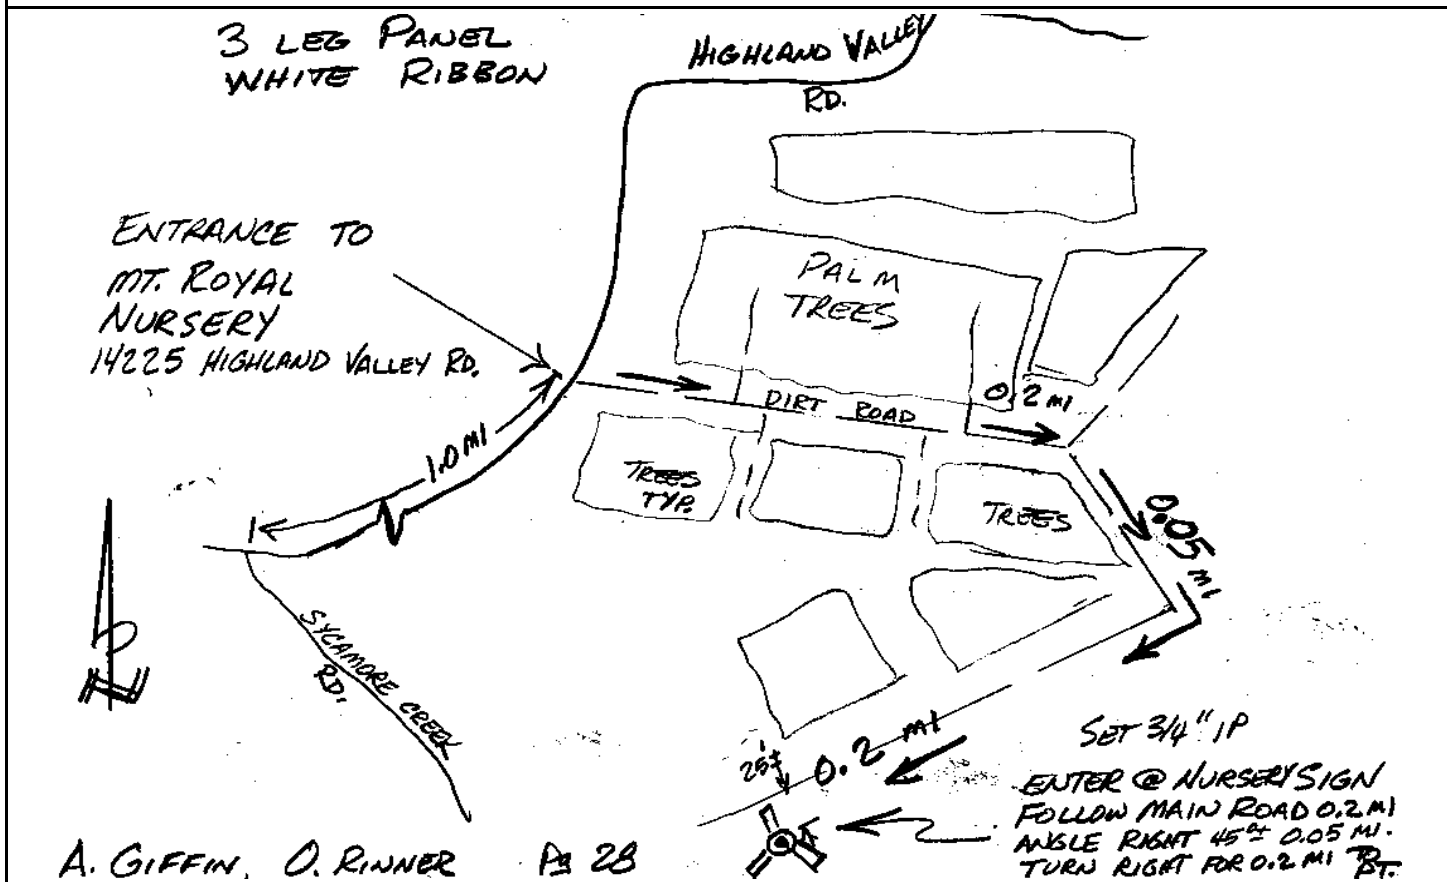 3 LEG PANEL
WHITE RIBBON
HIGHLAND VALLEY
RD.
ENTRANCE TO
MT. ROYAL
NURSERY
14225 HIGHLAND VALLEY RD.
PALM
TREES
0.2 MI
DIRT ROAD
1.0 MI
TREES
TYP.
TREES
0.05 MI
SYCAMORE CREEK
RD.
25'±
0.2 MI
SET 3/4" IP
ENTER @ NURSERY SIGN
FOLLOW MAIN ROAD 0.2 MI
ANGLE RIGHT 45°± 0.05 MI.
TURN RIGHT FOR 0.2 MI
A. GIFFIN, O. RINNER Pg 28